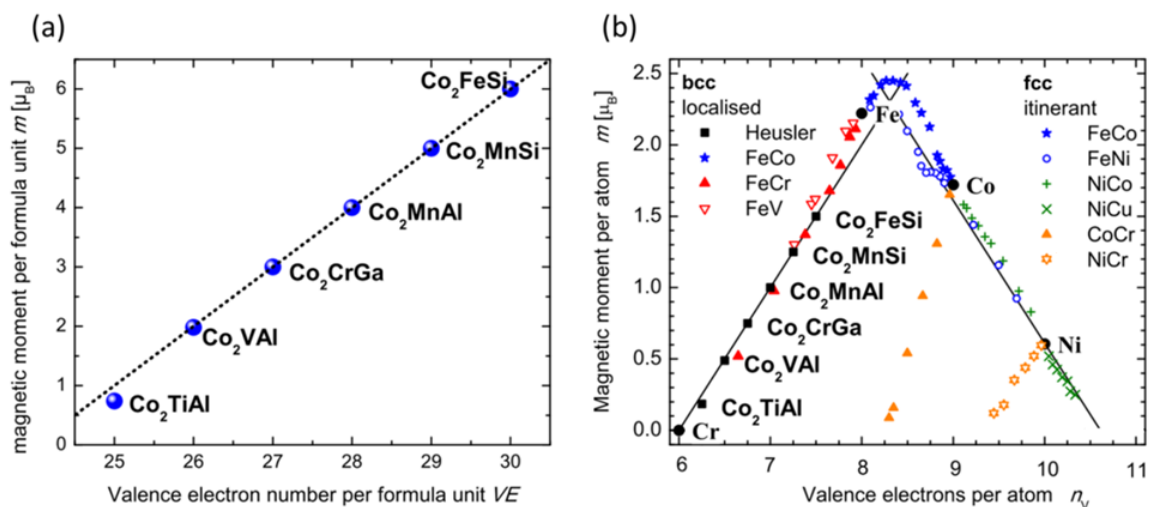 (a)
magnetic moment per formula unit m [μB]
6
5
4
3
2
1
0
Co2FeSi
Co2MnSi
Co2MnAl
Co2CrGa
Co2VAl
Co2TiAl
25 26 27 28 29 30
Valence electron number per formula unit VE
(b)
Magnetic moment per atom m [μB]
2.5
2.0
1.5
1.0
0.5
0.0
bcc
localised
Heusler
FeCo
FeCr
FeV
fcc
itinerant
FeCo
FeNi
NiCo
NiCu
CoCr
NiCr
Fe
Co
Co2FeSi
Co2MnSi
Co2MnAl
Co2CrGa
Co2VAl
Co2TiAl
Ni
Cr
6 7 8 9 10 11
Valence electrons per atom nV